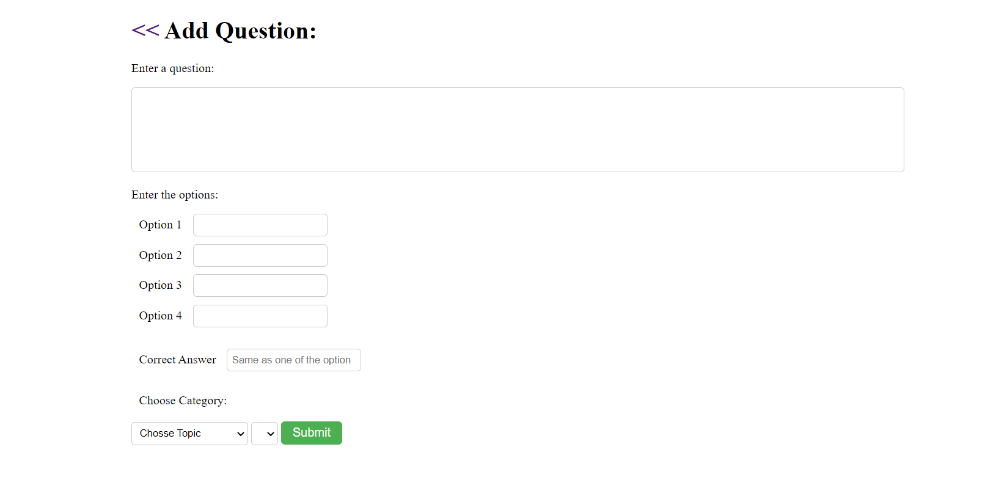 << Add Question:
Enter a question:
Enter the options:
Option 1
Option 2
Option 3
Option 4
Correct Answer Same as one of the option
Choose Category:
Chosse Topic Submit